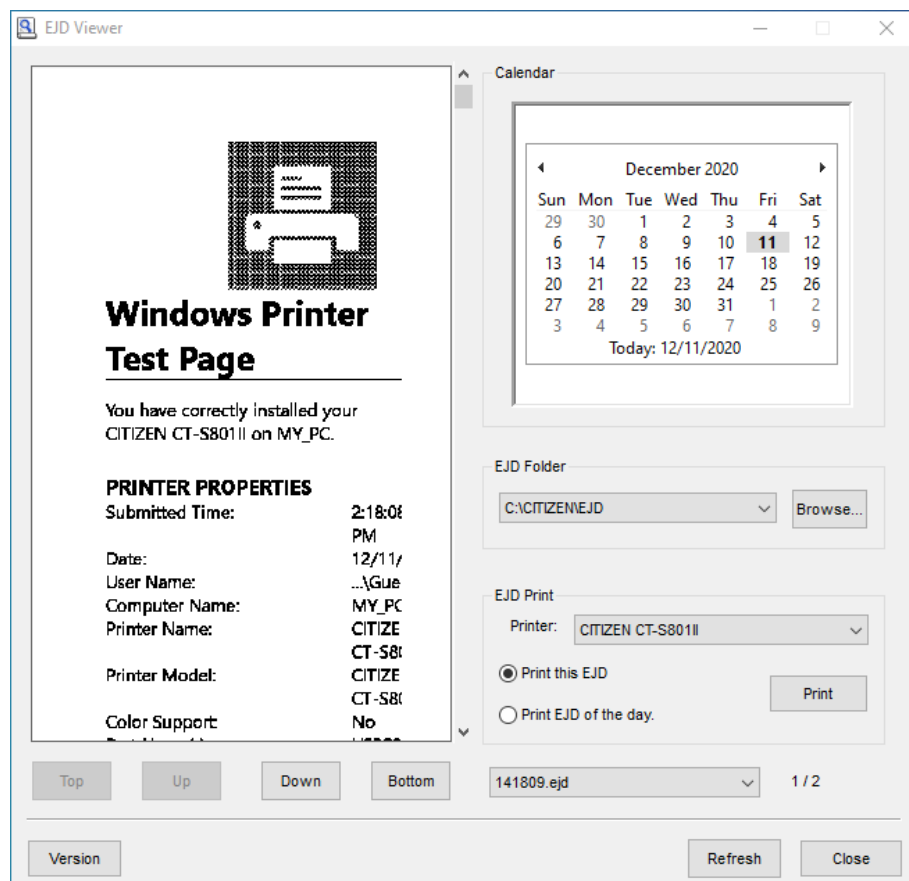 EJD Viewer
Windows Printer
Test Page
You have correctly installed your
CITIZEN CT-S801II on MY_PC.
PRINTER PROPERTIES
Submitted Time: 2:18:08
PM
Date: 12/11/
User Name: ...\Gue
Computer Name: MY_PC
Printer Name: CITIZE
CT-S80
Printer Model: CITIZE
CT-S80
Color Support: No
Top Up Down Bottom
Calendar
December 2020
Sun Mon Tue Wed Thu Fri Sat
29 30 1 2 3 4 5
6 7 8 9 10 11 12
13 14 15 16 17 18 19
20 21 22 23 24 25 26
27 28 29 30 31 1 2
3 4 5 6 7 8 9
Today: 12/11/2020
EJD Folder
C:\CITIZEN\EJD Browse...
EJD Print
Printer: CITIZEN CT-S801II
Print this EJD
Print
Print EJD of the day.
141809.ejd 1 / 2
Version Refresh Close